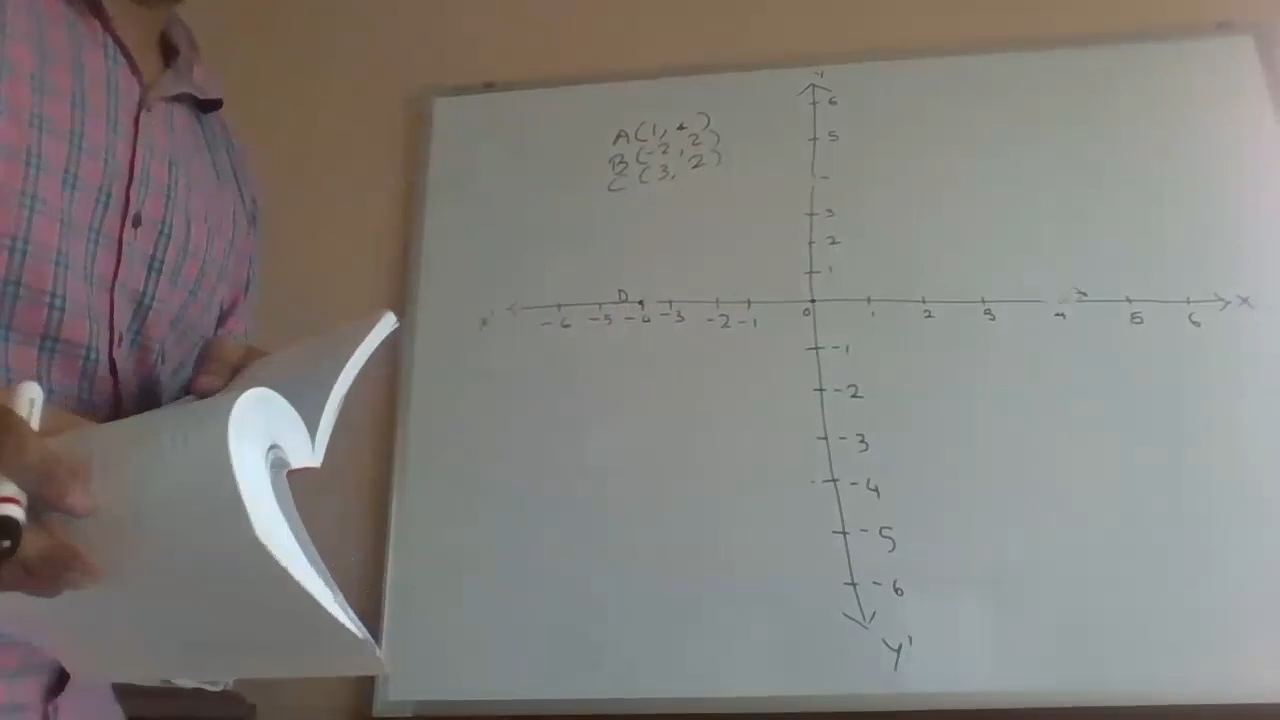 Y
6
A(1, 4)
5
B(-2, 2)
C(3, 2)
3
2
1
D
X' -6 -5 -4 -3 -2 -1 0 1 2 3 4 5 6 X
-1
-2
-3
-4
-5
-6
Y'